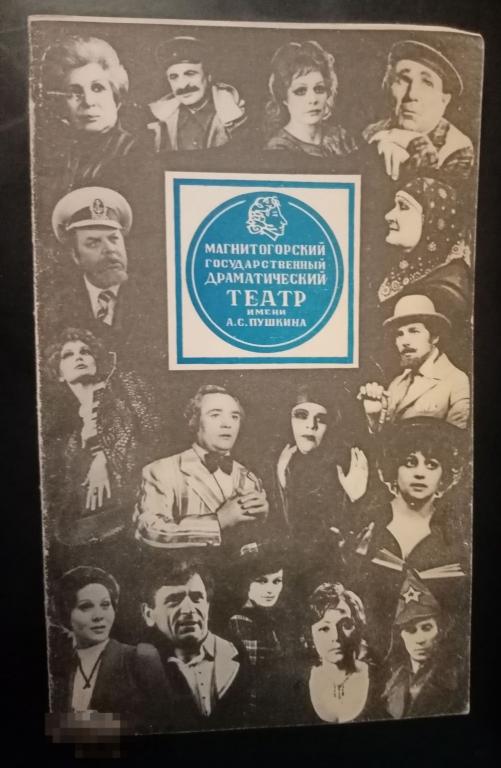 МАГНИТОГОРСКИЙ
ГОСУДАРСТВЕННЫЙ
ДРАМАТИЧЕСКИЙ
ТЕАТР
ИМЕНИ
А.С.ПУШКИНА